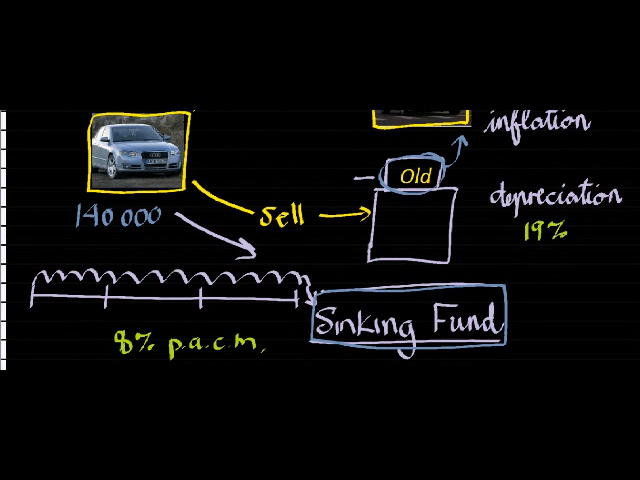 inflation
Old
depreciation
19%
140 000
Sell
Sinking Fund
8% p.a.c.m.